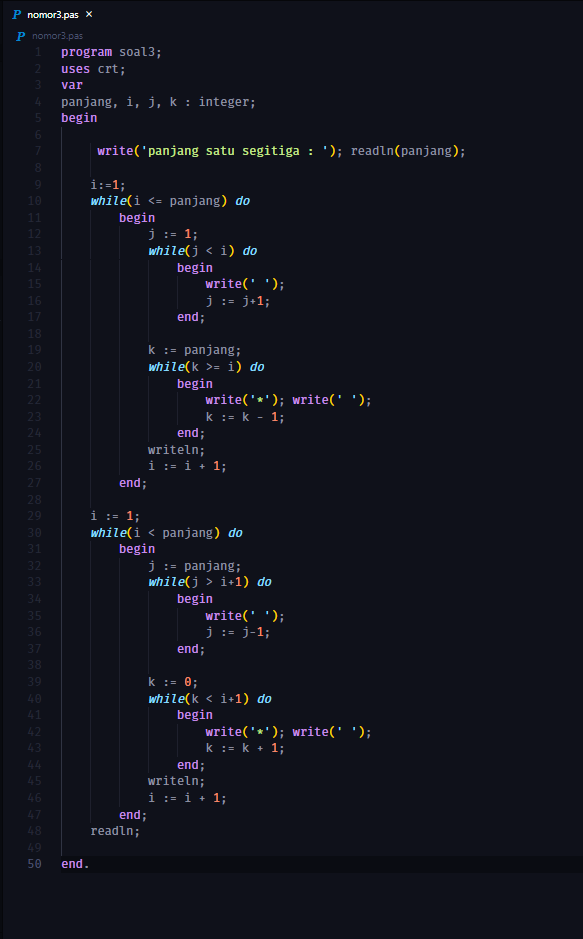 nomor3.pas ×
nomor3.pas
1 program soal3;
2 uses crt;
3 var
4 panjang, i, j, k : integer;
5 begin
6
7 write('panjang satu segitiga : '); readln(panjang);
8
9 i:=1;
10 while(i <= panjang) do
11 begin
12 j := 1;
13 while(j < i) do
14 begin
15 write(' ');
16 j := j+1;
17 end;
18
19 k := panjang;
20 while(k >= i) do
21 begin
22 write('*'); write(' ');
23 k := k - 1;
24 end;
25 writeln;
26 i := i + 1;
27 end;
28
29 i := 1;
30 while(i < panjang) do
31 begin
32 j := panjang;
33 while(j > i+1) do
34 begin
35 write(' ');
36 j := j-1;
37 end;
38
39 k := 0;
40 while(k < i+1) do
41 begin
42 write('*'); write(' ');
43 k := k + 1;
44 end;
45 writeln;
46 i := i + 1;
47 end;
48 readln;
49
50 end.